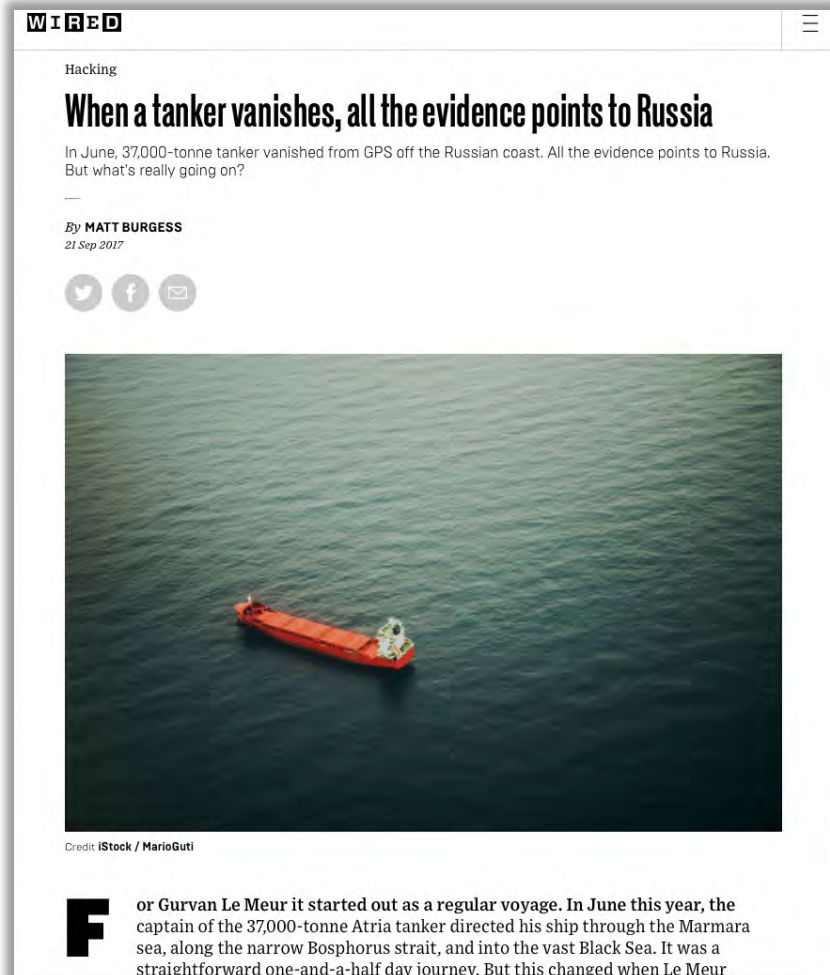 WIRED
Hacking
When a tanker vanishes, all the evidence points to Russia
In June, 37,000-tonne tanker vanished from GPS off the Russian coast. All the evidence points to Russia.
But what's really going on?
By MATT BURGESS
21 Sep 2017
Credit iStock / MarioGuti
For Gurvan Le Meur it started out as a regular voyage. In June this year, the
captain of the 37,000-tonne Atria tanker directed his ship through the Marmara
sea, along the narrow Bosphorus strait, and into the vast Black Sea. It was a
straightforward one-and-a-half day journey. But this changed when Le Meur